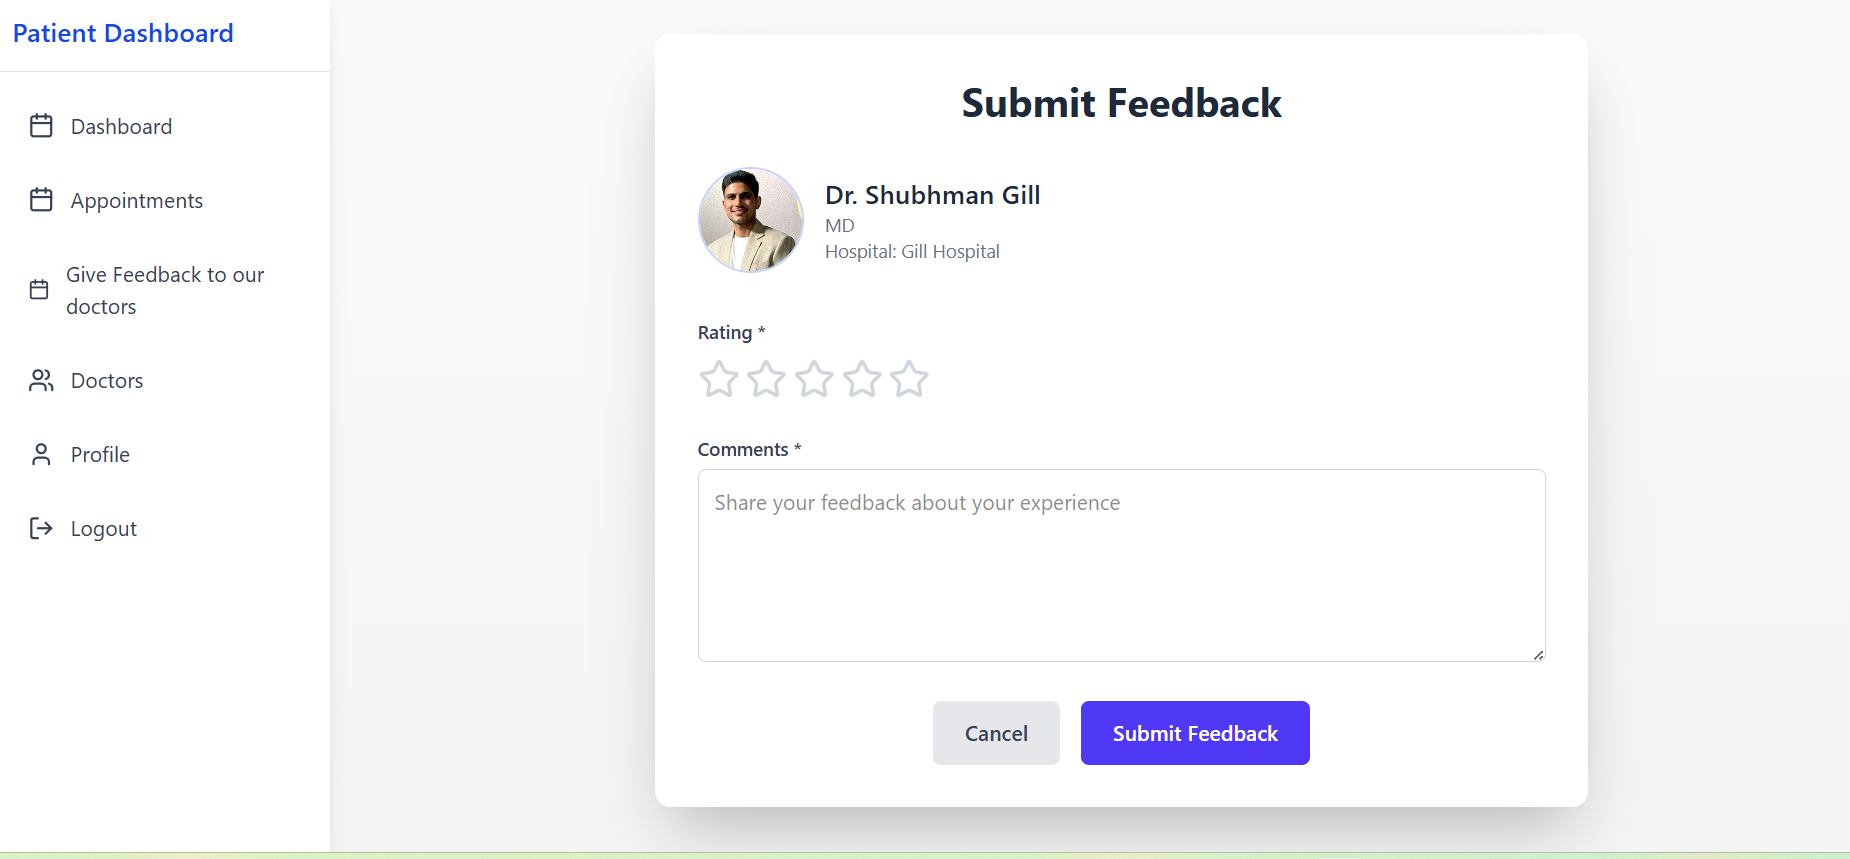 Patient Dashboard
Dashboard
Appointments
Give Feedback to our
doctors
Doctors
Profile
Logout
Submit Feedback
Dr. Shubhman Gill
MD
Hospital: Gill Hospital
Rating *
Comments *
Share your feedback about your experience
Cancel
Submit Feedback